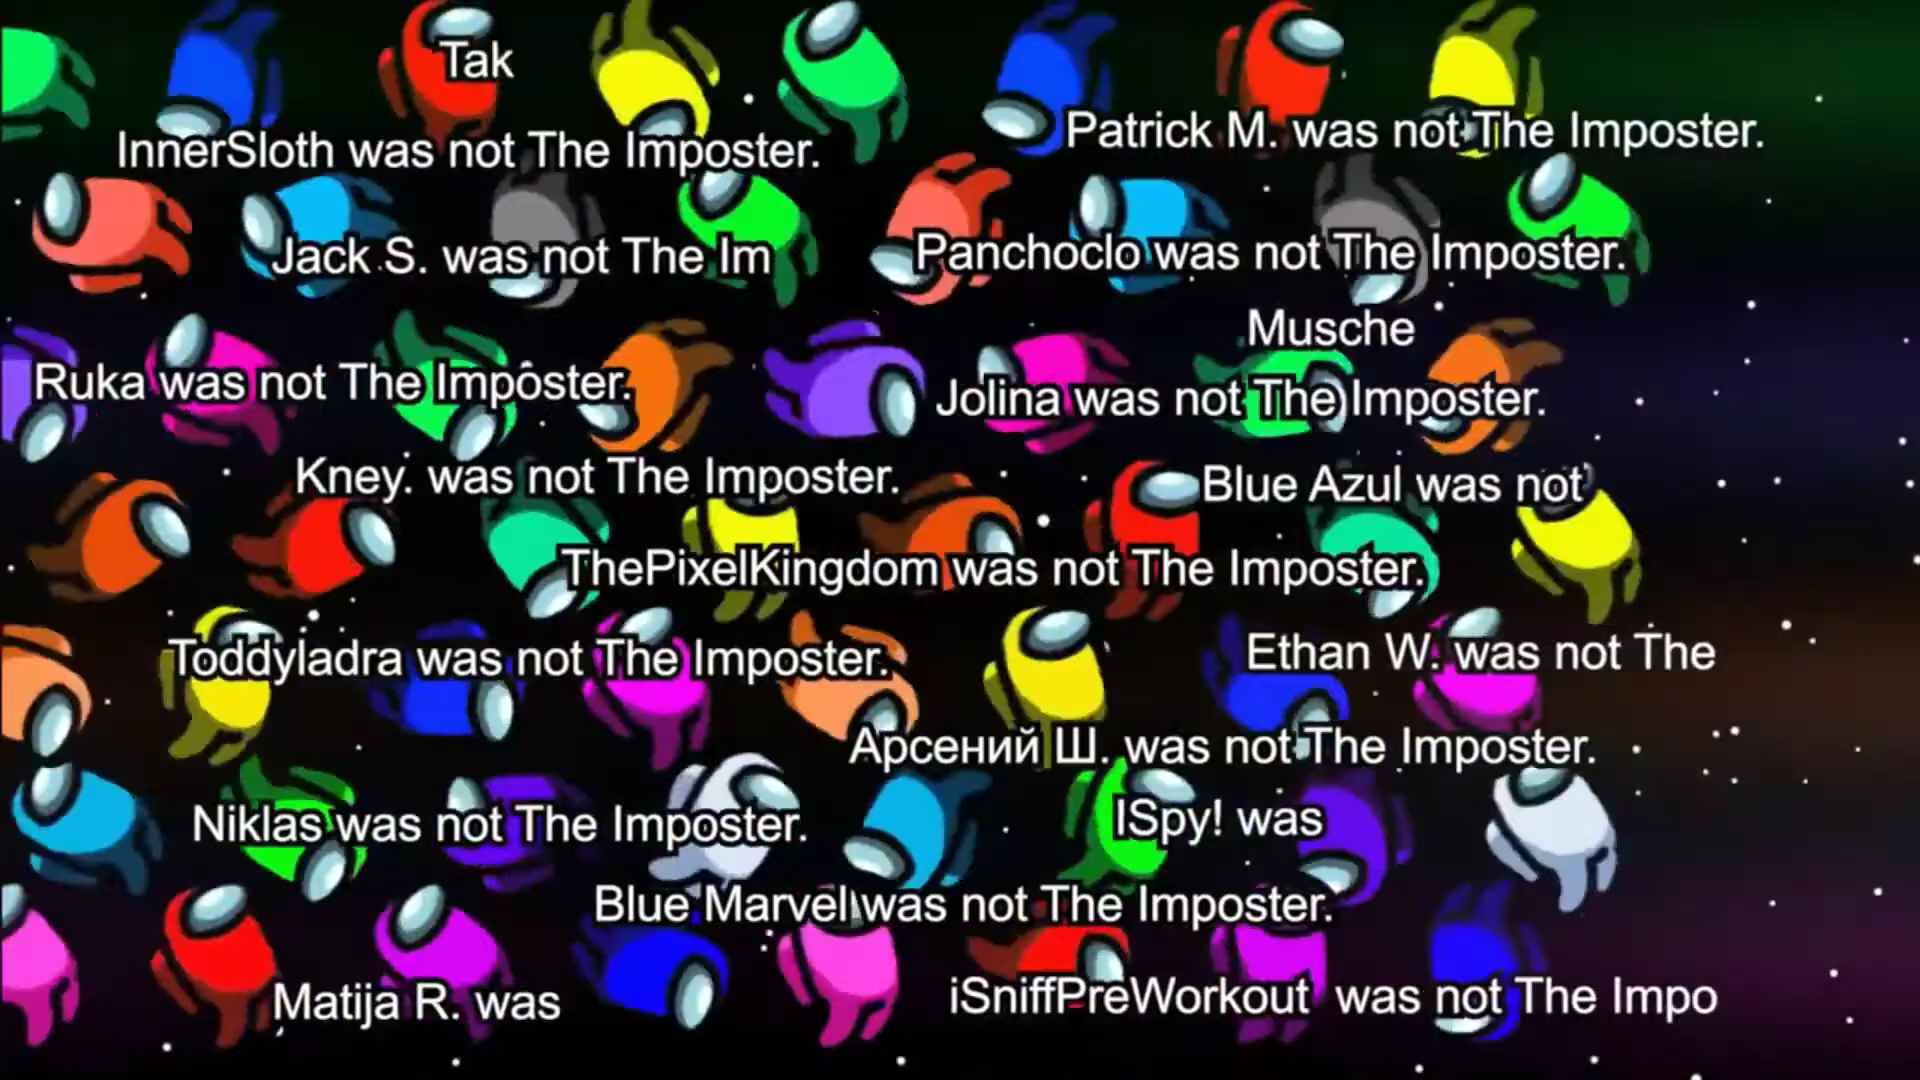 Tak
InnerSloth was not The Imposter.
Patrick M. was not The Imposter.
Jack S. was not The Im
Panchoclo was not The Imposter.
Musche
Ruka was not The Imposter.
Jolina was not The Imposter.
Kney. was not The Imposter.
Blue Azul was not
ThePixelKingdom was not The Imposter.
Toddyladra was not The Imposter.
Ethan W. was not The
Арсений Ш. was not The Imposter.
Niklas was not The Imposter.
ISpy! was
Blue Marvel was not The Imposter.
Matija R. was
iSniffPreWorkout was not The Impo